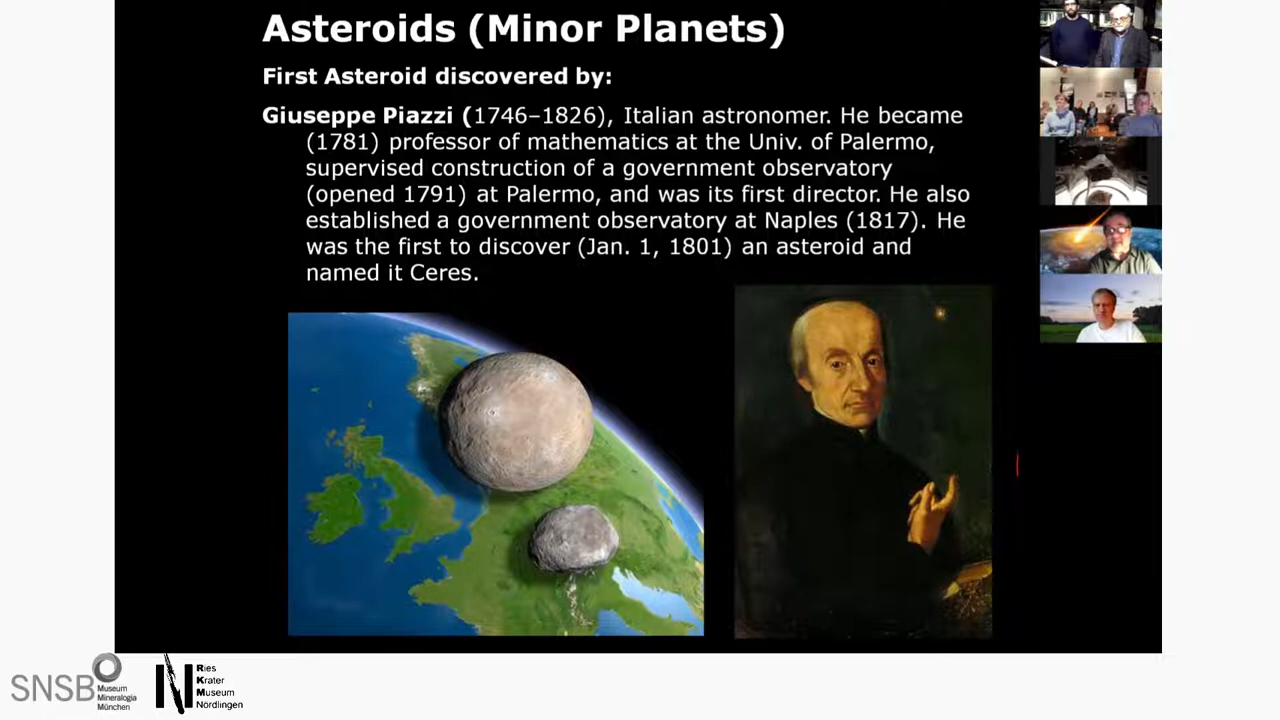 Asteroids (Minor Planets)
First Asteroid discovered by:
Giuseppe Piazzi (1746–1826), Italian astronomer. He became
(1781) professor of mathematics at the Univ. of Palermo,
supervised construction of a government observatory
(opened 1791) at Palermo, and was its first director. He also
established a government observatory at Naples (1817). He
was the first to discover (Jan. 1, 1801) an asteroid and
named it Ceres.
SNSB
Museum
Mineralogia
München
Ries
Krater
Museum
Nördlingen